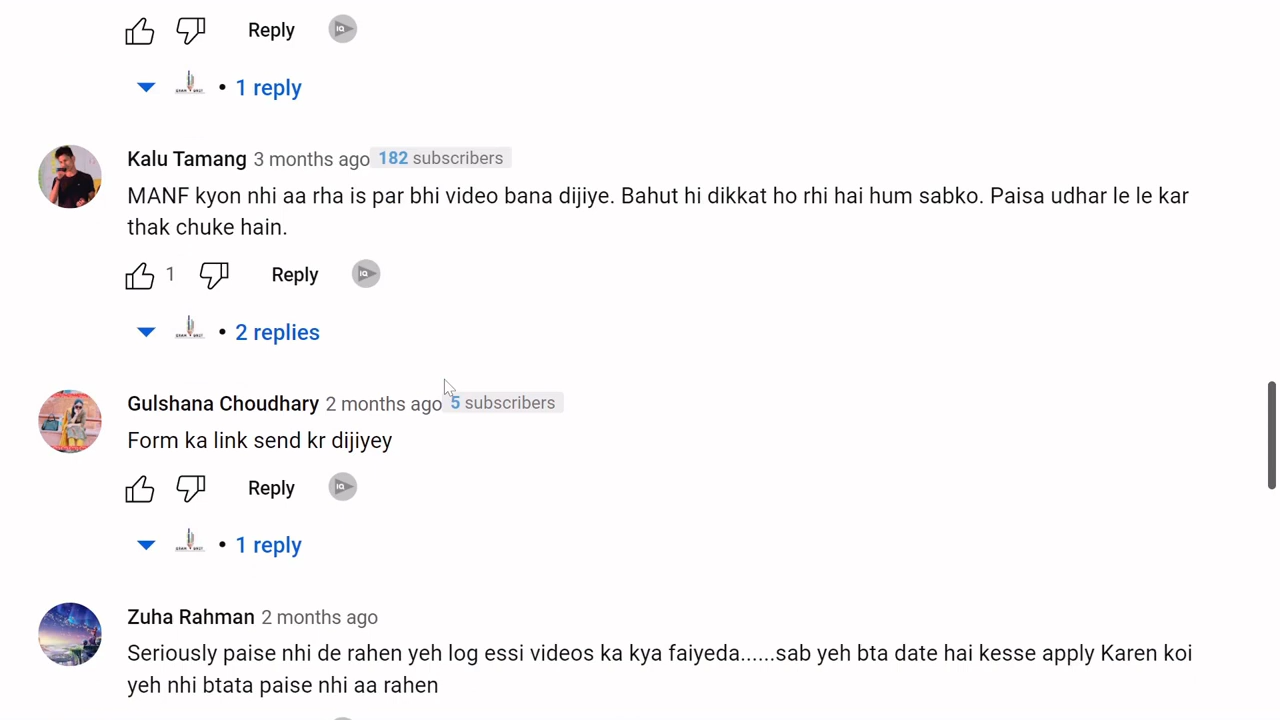 Reply
• 1 reply
Kalu Tamang 3 months ago 182 subscribers
MANF kyon nhi aa rha is par bhi video bana dijiye. Bahut hi dikkat ho rhi hai hum sabko. Paisa udhar le le kar
thak chuke hain.
1 Reply
• 2 replies
Gulshana Choudhary 2 months ago 5 subscribers
Form ka link send kr dijiyey
Reply
• 1 reply
Zuha Rahman 2 months ago
Seriously paise nhi de rahen yeh log essi videos ka kya faiyeda......sab yeh bta date hai kesse apply Karen koi
yeh nhi btata paise nhi aa rahen